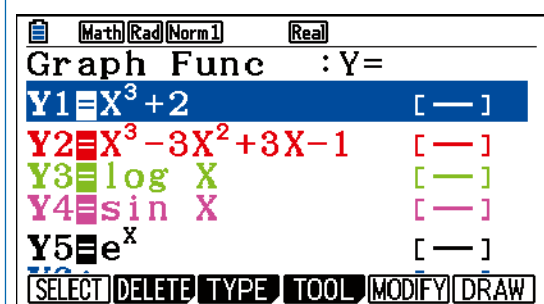 Math Rad Norm1 Real
Graph Func :Y=
Y1=X³+2 [—]
Y2=X³−3X²+3X−1 [—]
Y3=log X [—]
Y4=sin X [—]
Y5=eˣ [—]
SELECT DELETE TYPE TOOL MODIFY DRAW